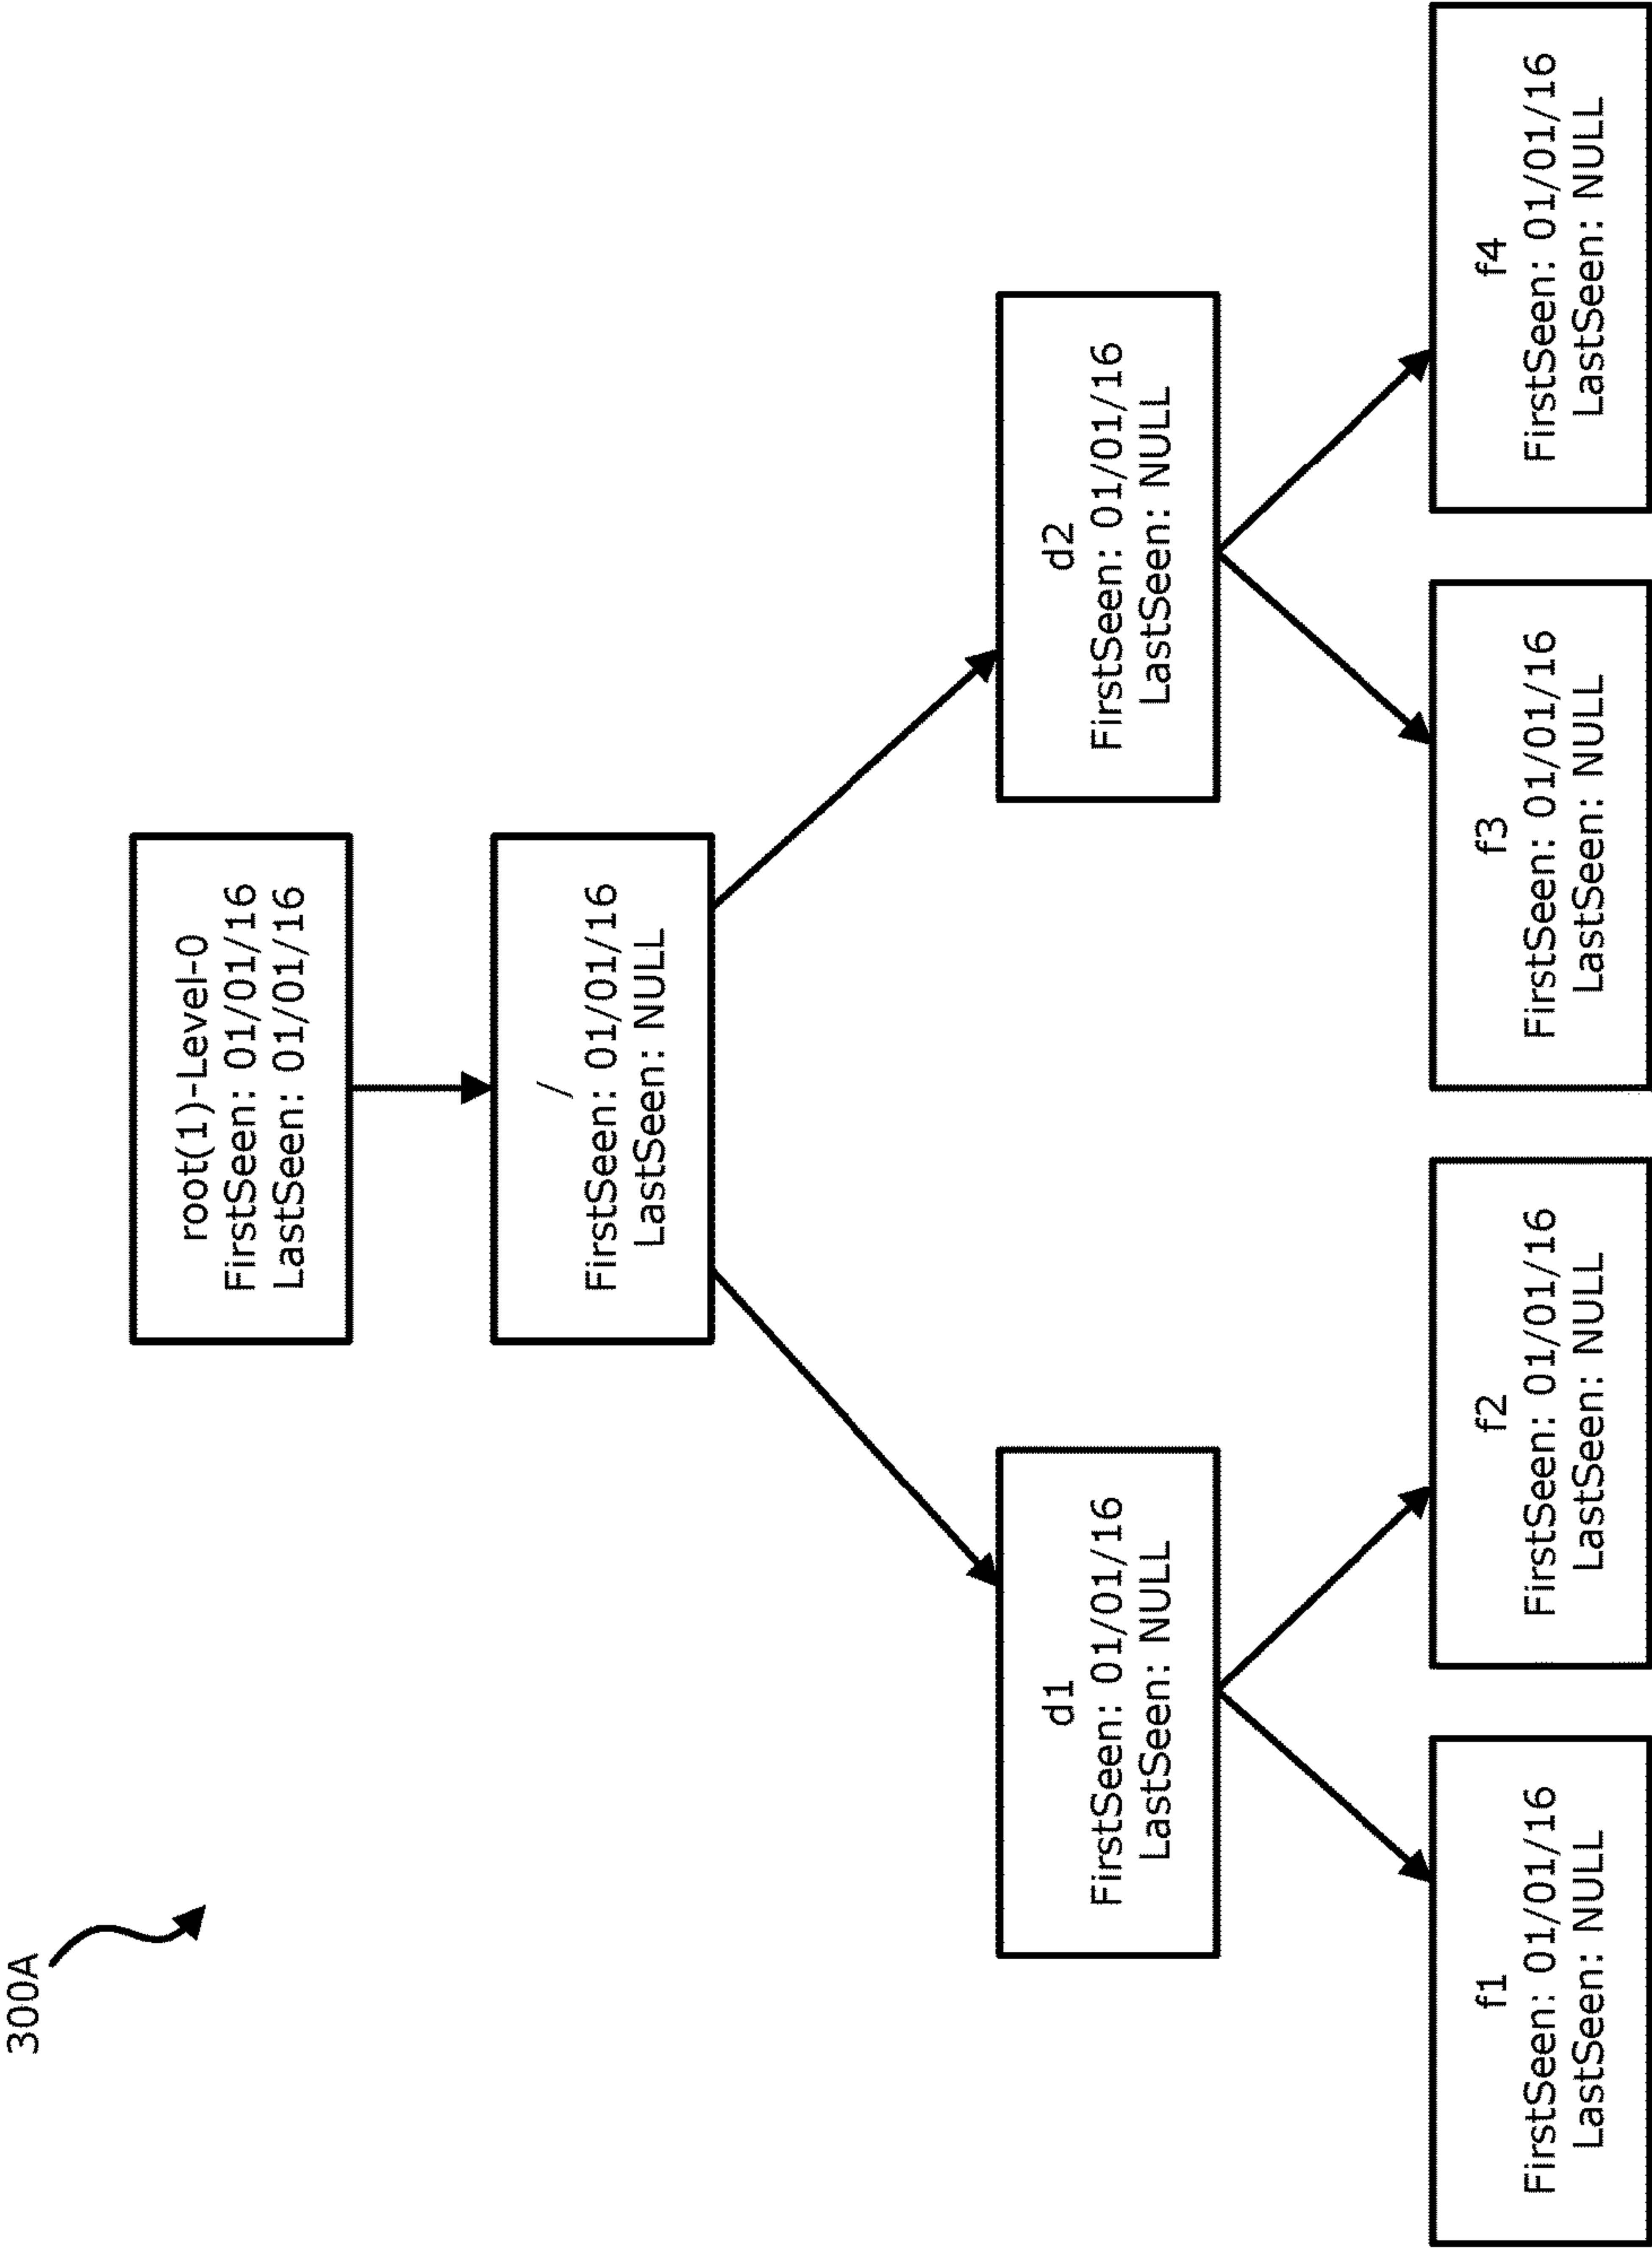 300A
root(1)-Level-0
FirstSeen: 01/01/16
LastSeen: 01/01/16
/
FirstSeen: 01/01/16
LastSeen: NULL
d1
FirstSeen: 01/01/16
LastSeen: NULL
d2
FirstSeen: 01/01/16
LastSeen: NULL
f1
FirstSeen: 01/01/16
LastSeen: NULL
f2
FirstSeen: 01/01/16
LastSeen: NULL
f3
FirstSeen: 01/01/16
LastSeen: NULL
f4
FirstSeen: 01/01/16
LastSeen: NULL